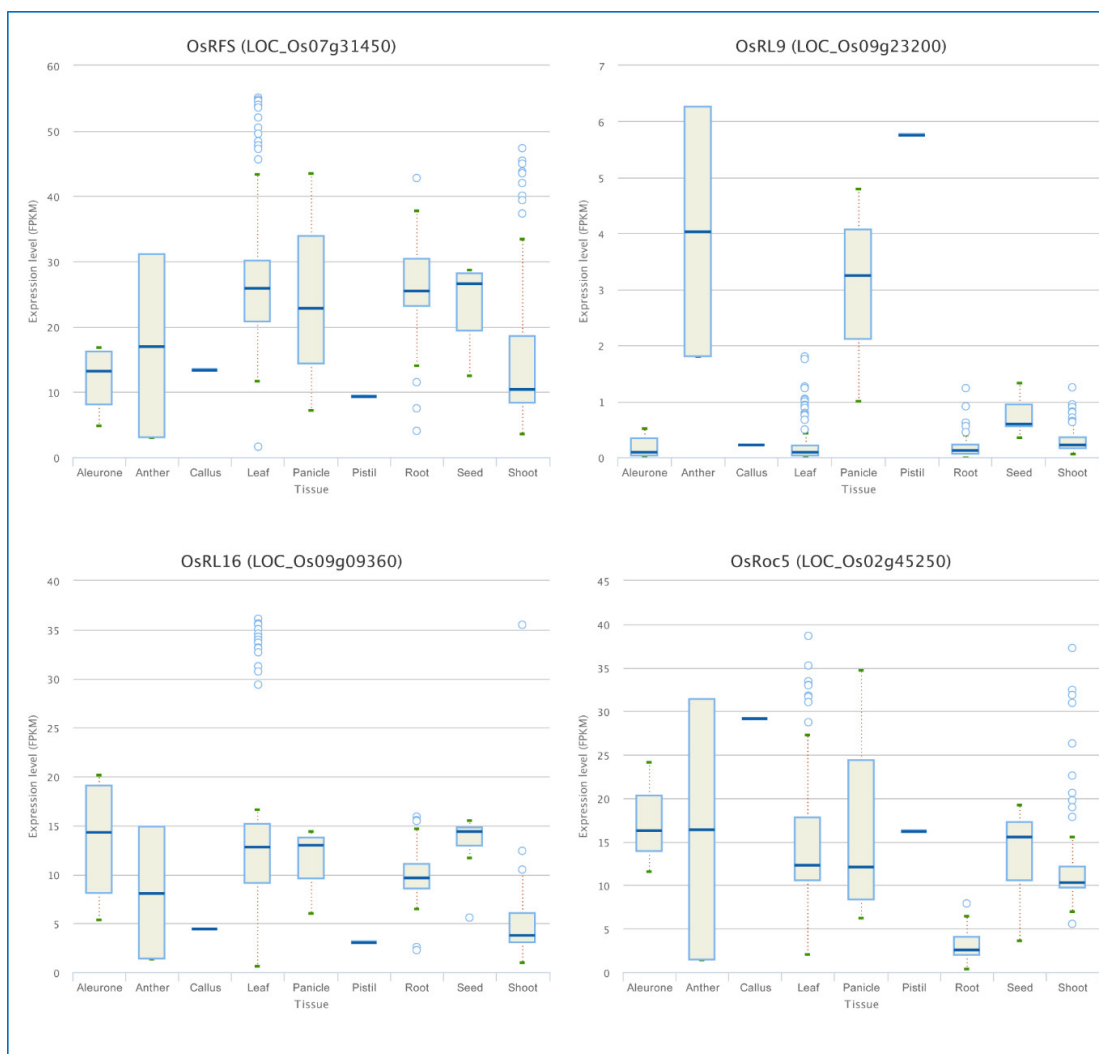 OsRFS (LOC_Os07g31450)
60
50
40
30
20
10
0
Expression level (FPKM)
Aleurone Anther Callus Leaf Panicle Pistil Root Seed Shoot
Tissue
OsRL9 (LOC_Os09g23200)
7
6
5
4
3
2
1
0
Expression level (FPKM)
Aleurone Anther Callus Leaf Panicle Pistil Root Seed Shoot
Tissue
OsRL16 (LOC_Os09g09360)
40
35
30
25
20
15
10
5
0
Expression level (FPKM)
Aleurone Anther Callus Leaf Panicle Pistil Root Seed Shoot
Tissue
OsRoc5 (LOC_Os02g45250)
45
40
35
30
25
20
15
10
5
0
Expression level (FPKM)
Aleurone Anther Callus Leaf Panicle Pistil Root Seed Shoot
Tissue